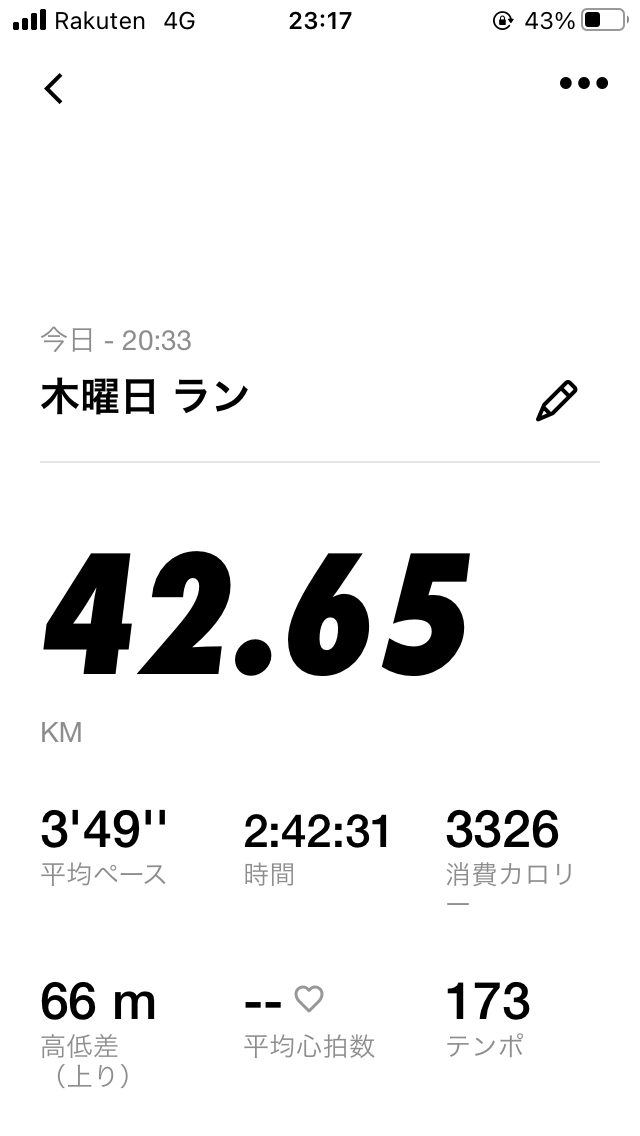 Rakuten 4G 23:17 43%
今日 - 20:33
木曜日 ラン
42.65
KM
3'49'' 2:42:31 3326
平均ペース 時間 消費カロリ
ー
66 m -- 173
高低差 平均心拍数 テンポ
（上り）